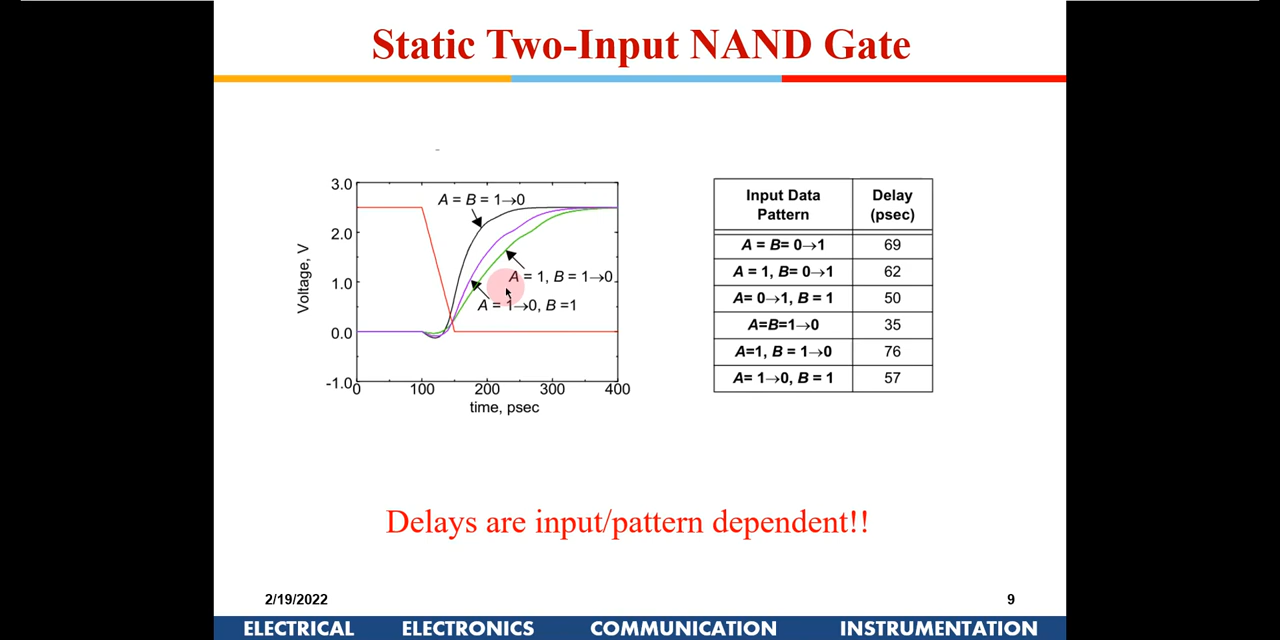 Static Two-Input NAND Gate
3.0
2.0
1.0
0.0
-1.0
0
100
200
300
400
Voltage, V
time, psec
A = B = 1→0
A = 1, B = 1→0
A = 1→0, B = 1
Input Data Pattern Delay (psec)
A = B= 0→1 69
A = 1, B= 0→1 62
A= 0→1, B = 1 50
A=B=1→0 35
A=1, B = 1→0 76
A= 1→0, B = 1 57
Delays are input/pattern dependent!!
2/19/2022 9
ELECTRICAL ELECTRONICS COMMUNICATION INSTRUMENTATION